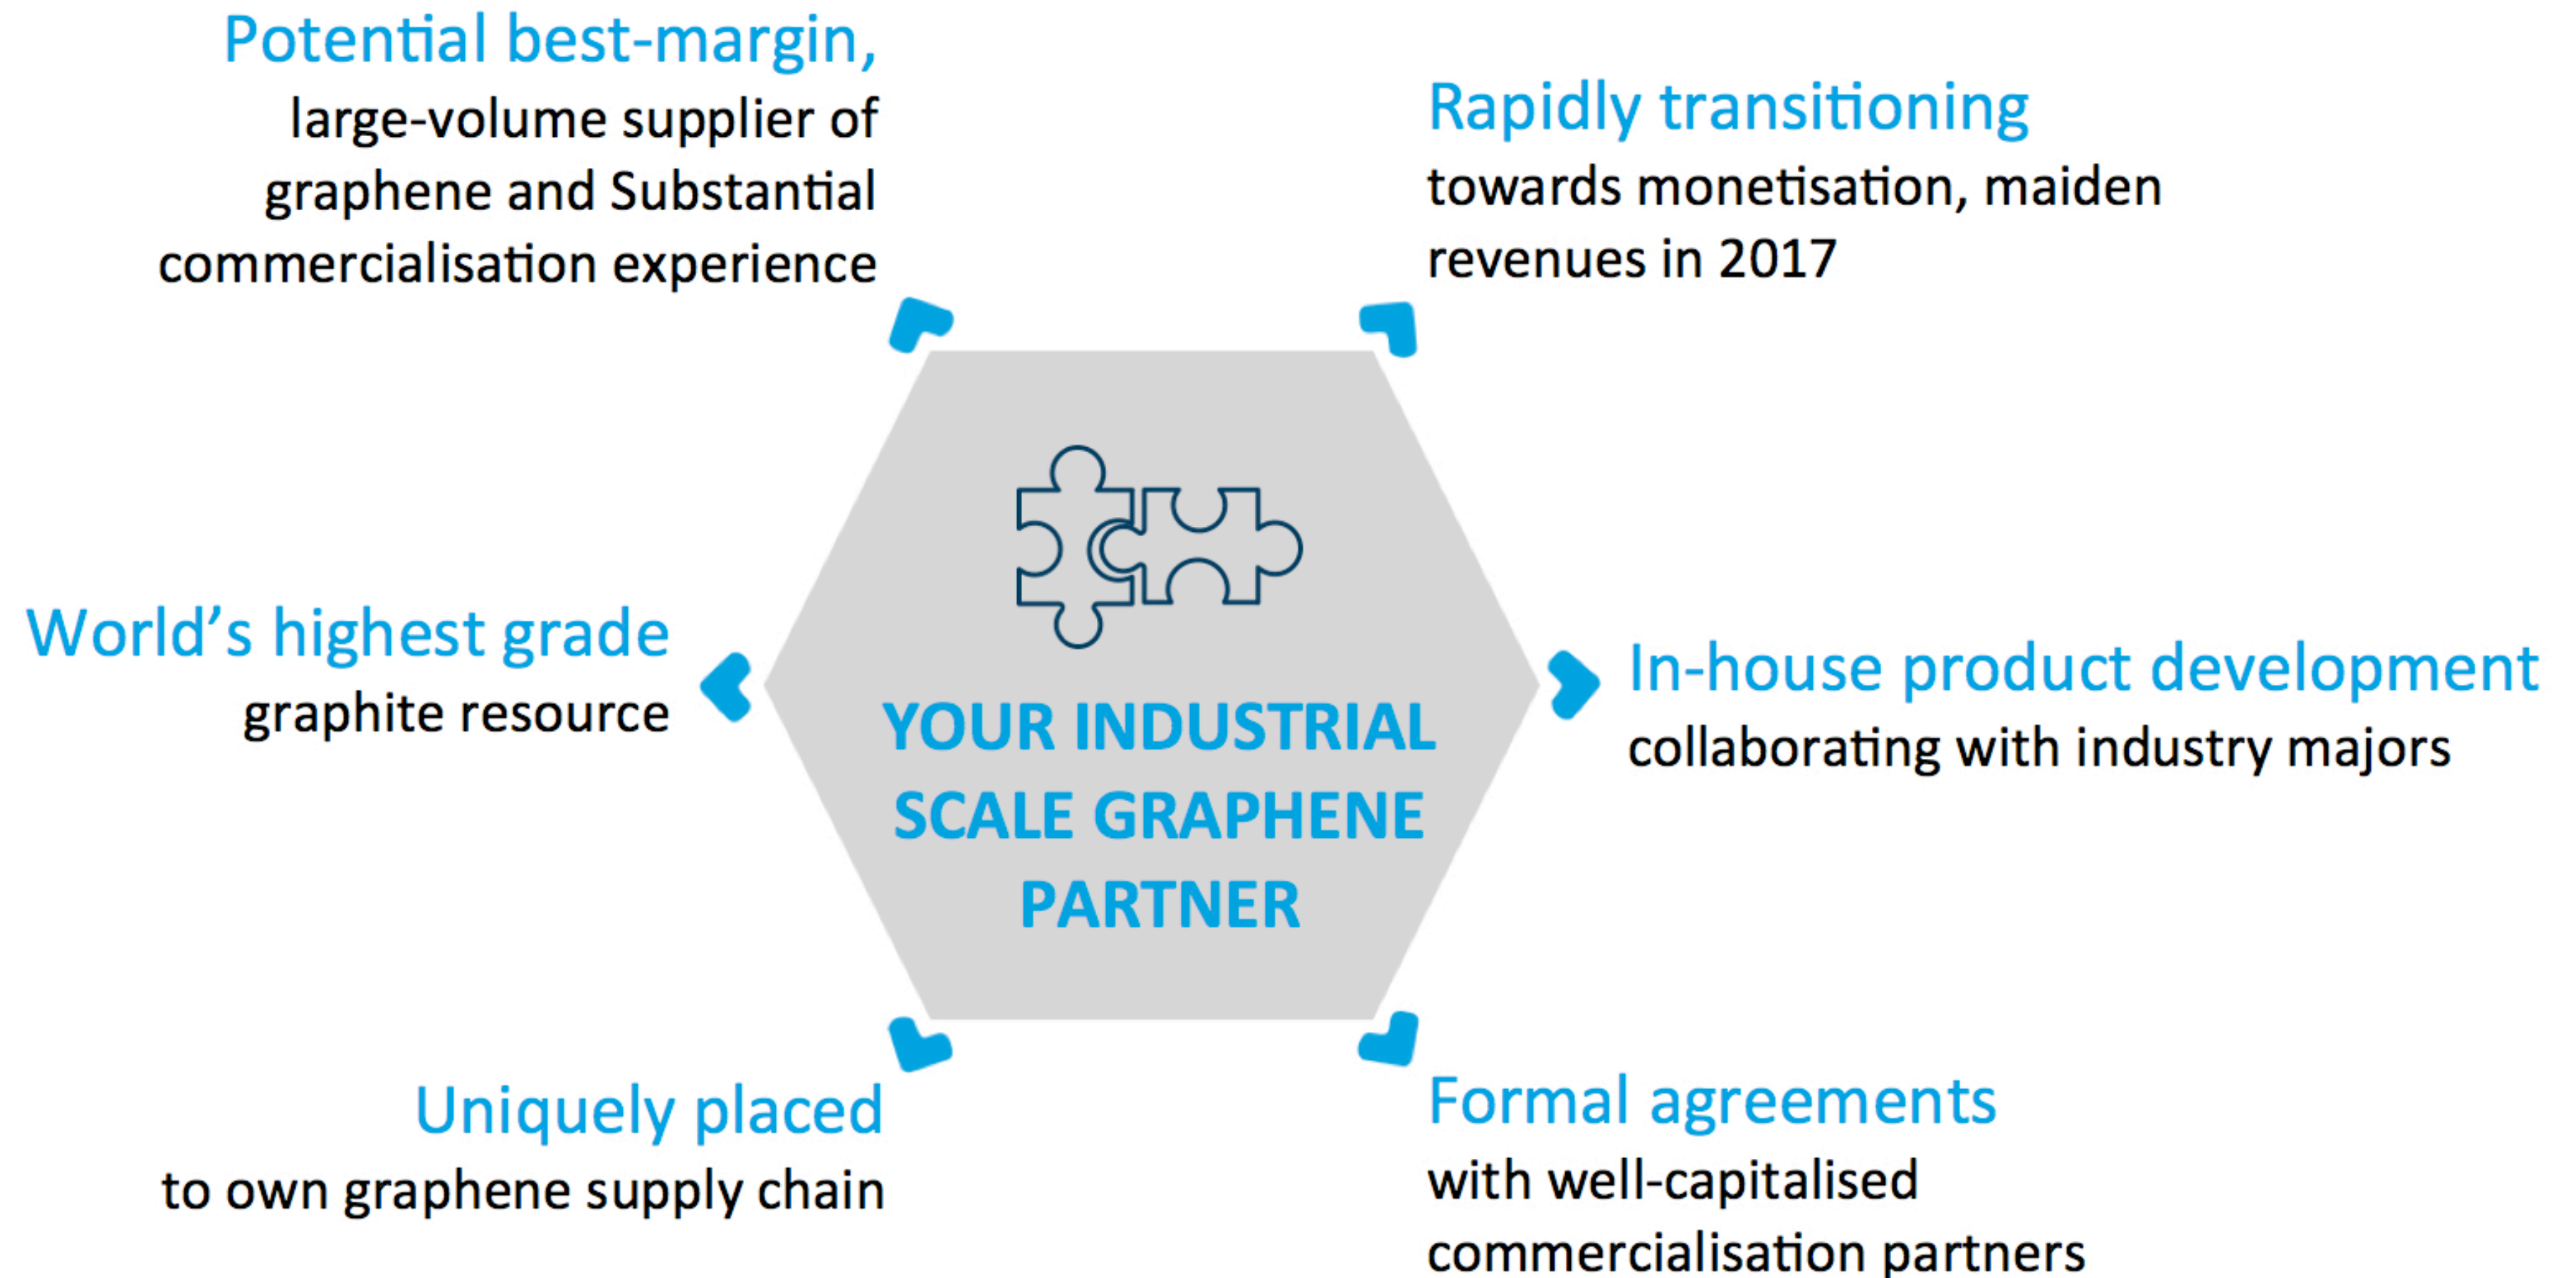 Potential best-margin,
large-volume supplier of
graphene and Substantial
commercialisation experience
Rapidly transitioning
towards monetisation, maiden
revenues in 2017
World’s highest grade
graphite resource
YOUR INDUSTRIAL
SCALE GRAPHENE
PARTNER
In-house product development
collaborating with industry majors
Uniquely placed
to own graphene supply chain
Formal agreements
with well-capitalised
commercialisation partners